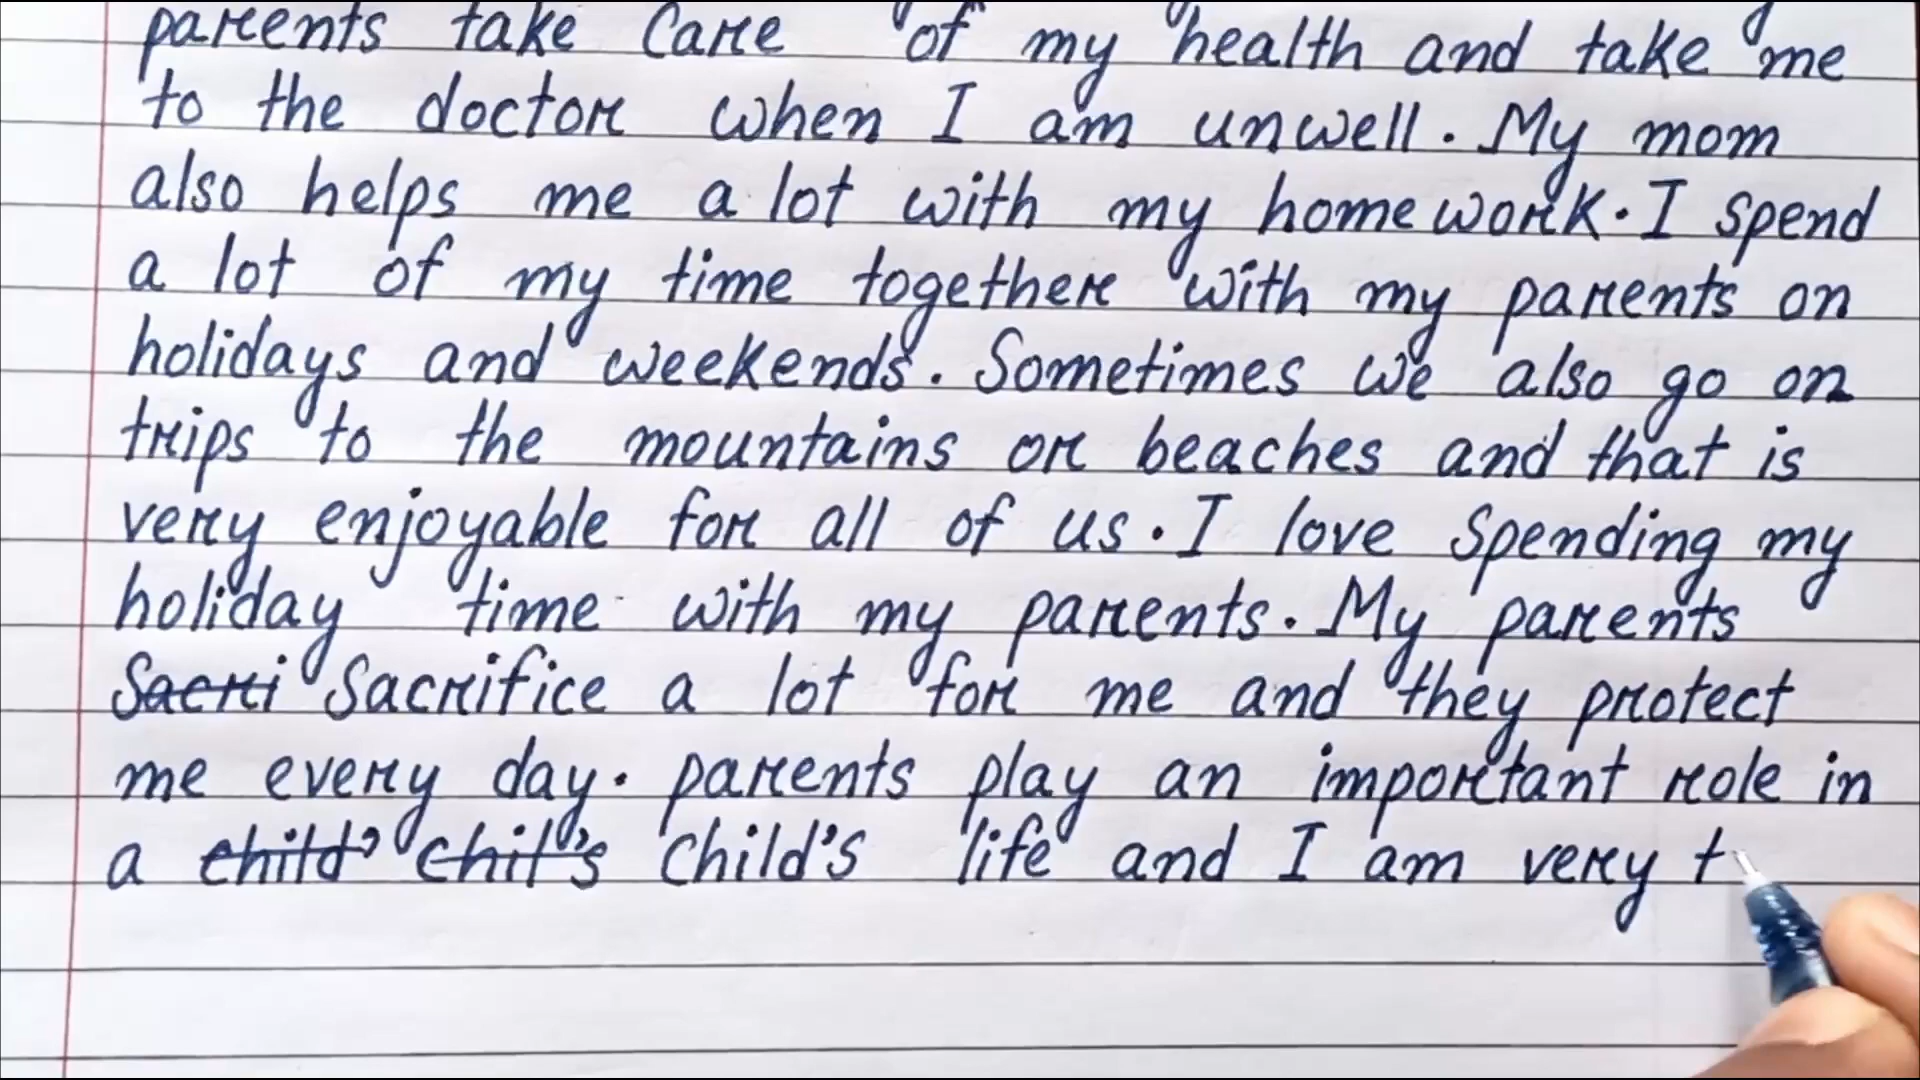 parents take Care of my health and take me
to the doctor when I am unwell. My mom
also helps me a lot with my homework. I spend
a lot of my time together with my parents on
holidays and weekends. Sometimes we also go on
trips to the mountains or beaches and that is
very enjoyable for all of us. I love spending my
holiday time with my parents. My parents
Sacri Sacrifice a lot for me and they protect
me every day. parents play an important role in
a child' chil's Child's life and I am very t